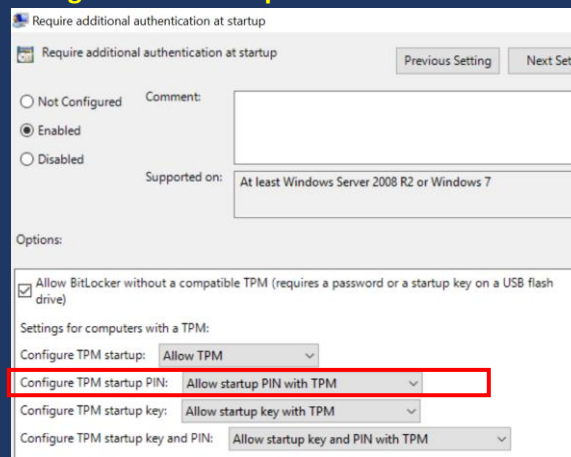 Require additional authentication at startup
Require additional authentication at startup
Previous Setting
Next Set
Not Configured
Comment:
Enabled
Disabled
Supported on:
At least Windows Server 2008 R2 or Windows 7
Options:
Allow BitLocker without a compatible TPM (requires a password or a startup key on a USB flash
drive)
Settings for computers with a TPM:
Configure TPM startup: Allow TPM
Configure TPM startup PIN: Allow startup PIN with TPM
Configure TPM startup key: Allow startup key with TPM
Configure TPM startup key and PIN: Allow startup key and PIN with TPM